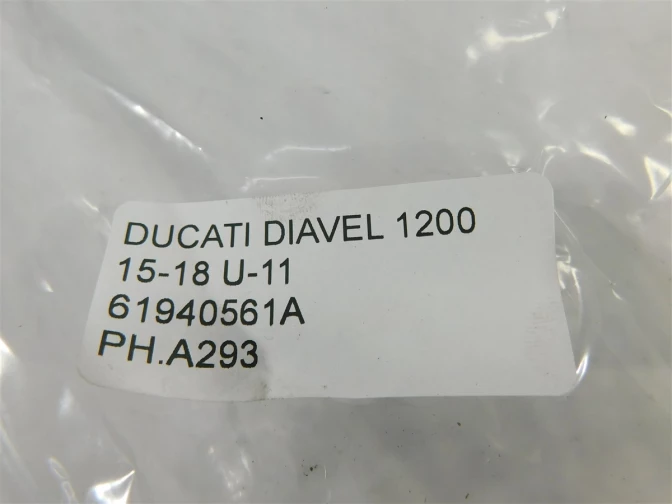 DUCATI DIAVEL 1200
15-18 U-11
61940561A
PH.A293